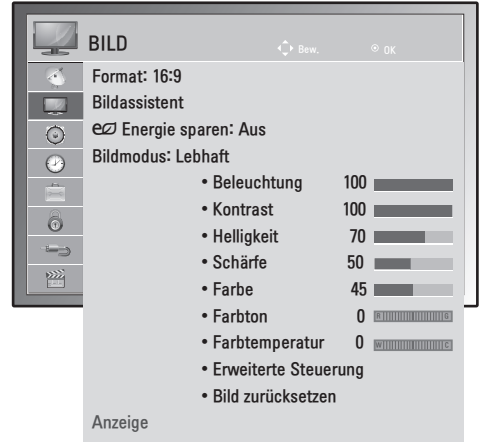 BILD Bew. OK
Format: 16:9
Bildassistent
Energie sparen: Aus
Bildmodus: Lebhaft
• Beleuchtung 100
• Kontrast 100
• Helligkeit 70
• Schärfe 50
• Farbe 45
• Farbton 0 R G
• Farbtemperatur 0 W C
• Erweiterte Steuerung
• Bild zurücksetzen
Anzeige